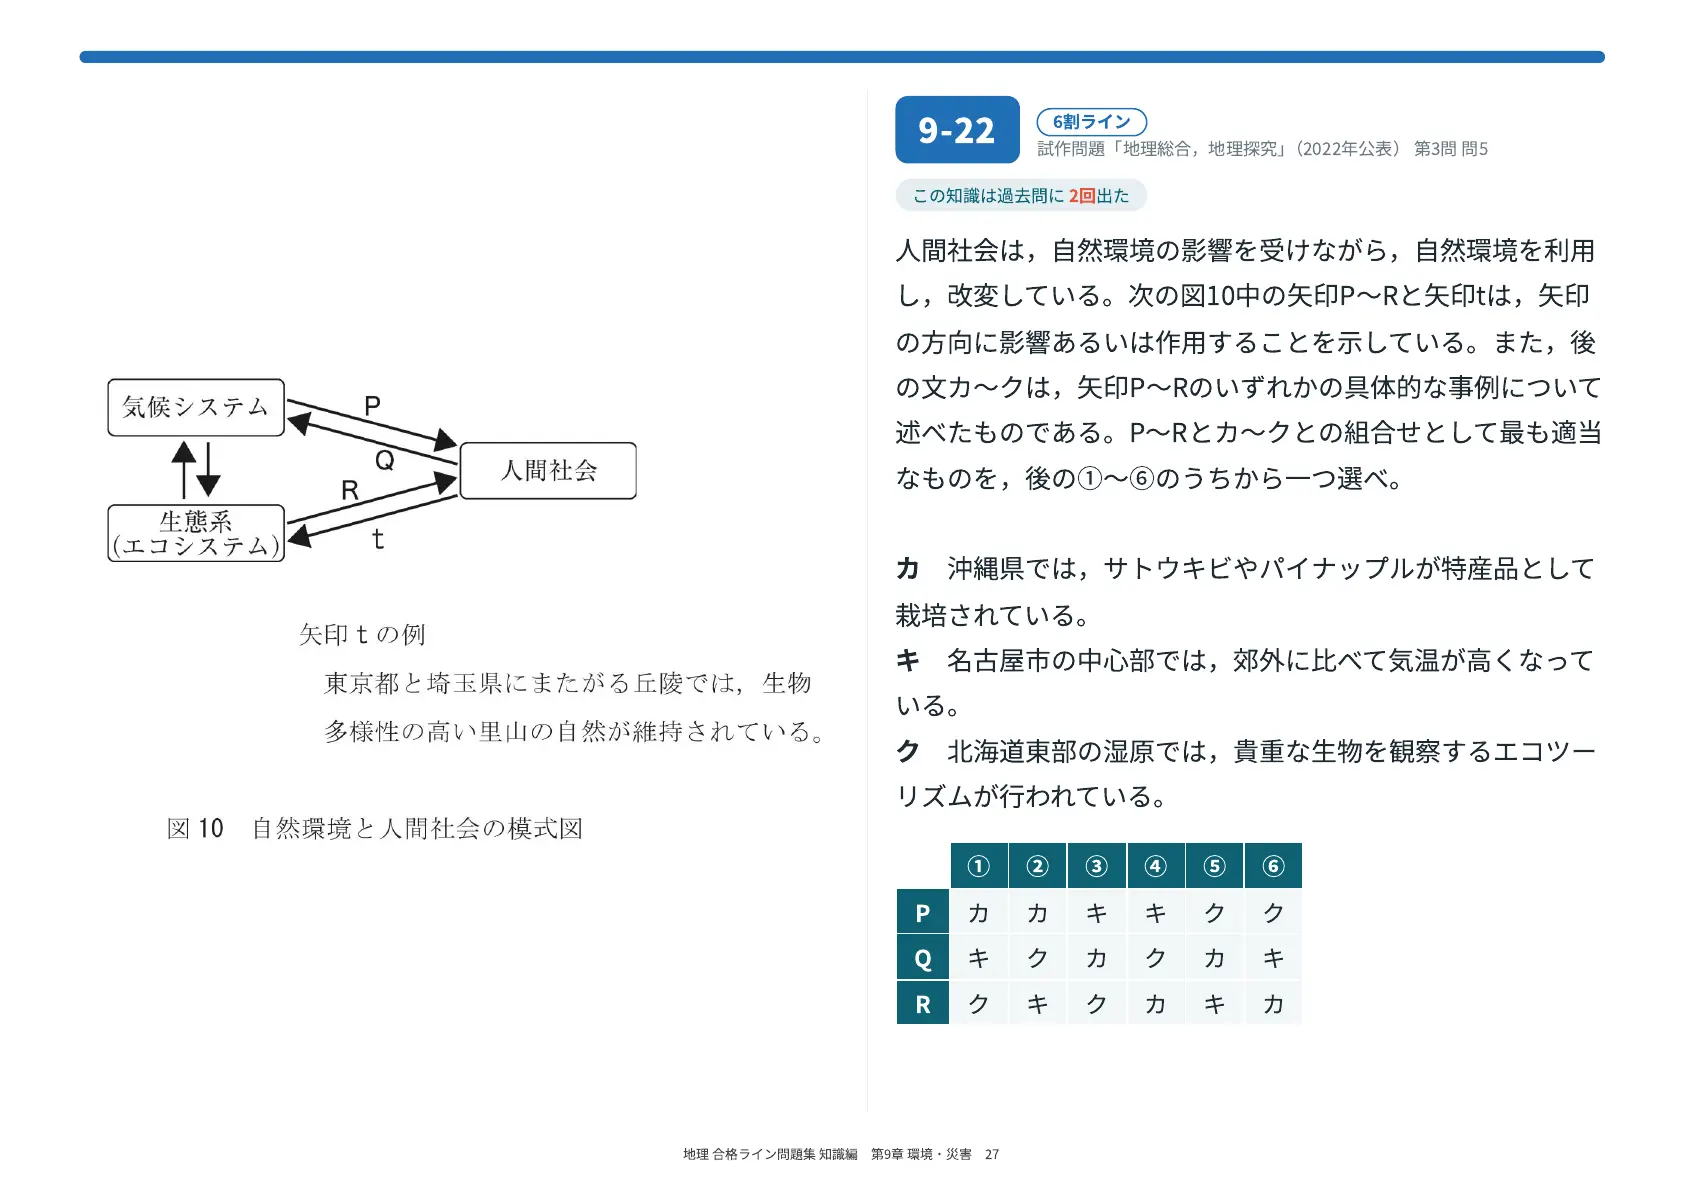 気候システム
P
Q
人間社会
R
生態系
(エコシステム)
t
矢印 t の例
東京都と埼玉県にまたがる丘陵では，生物
多様性の高い里山の自然が維持されている。
図 10　自然環境と人間社会の模式図
9-22
6割ライン
試作問題「地理総合，地理探究」（2022年公表） 第3問 問5
この知識は過去問に 2回出た
人間社会は，自然環境の影響を受けながら，自然環境を利用
し，改変している。次の図10中の矢印P～Rと矢印tは，矢印
の方向に影響あるいは作用することを示している。また，後
の文カ～クは，矢印P～Rのいずれかの具体的な事例について
述べたものである。P～Rとカ～クとの組合せとして最も適当
なものを，後の①～⑥のうちから一つ選べ。
カ　沖縄県では，サトウキビやパイナップルが特産品として
栽培されている。
キ　名古屋市の中心部では，郊外に比べて気温が高くなって
いる。
ク　北海道東部の湿原では，貴重な生物を観察するエコツー
リズムが行われている。
① ② ③ ④ ⑤ ⑥
P カ カ キ キ ク ク
Q キ ク カ ク カ キ
R ク キ ク カ キ カ
地理 合格ライン問題集 知識編　第9章 環境・災害　27